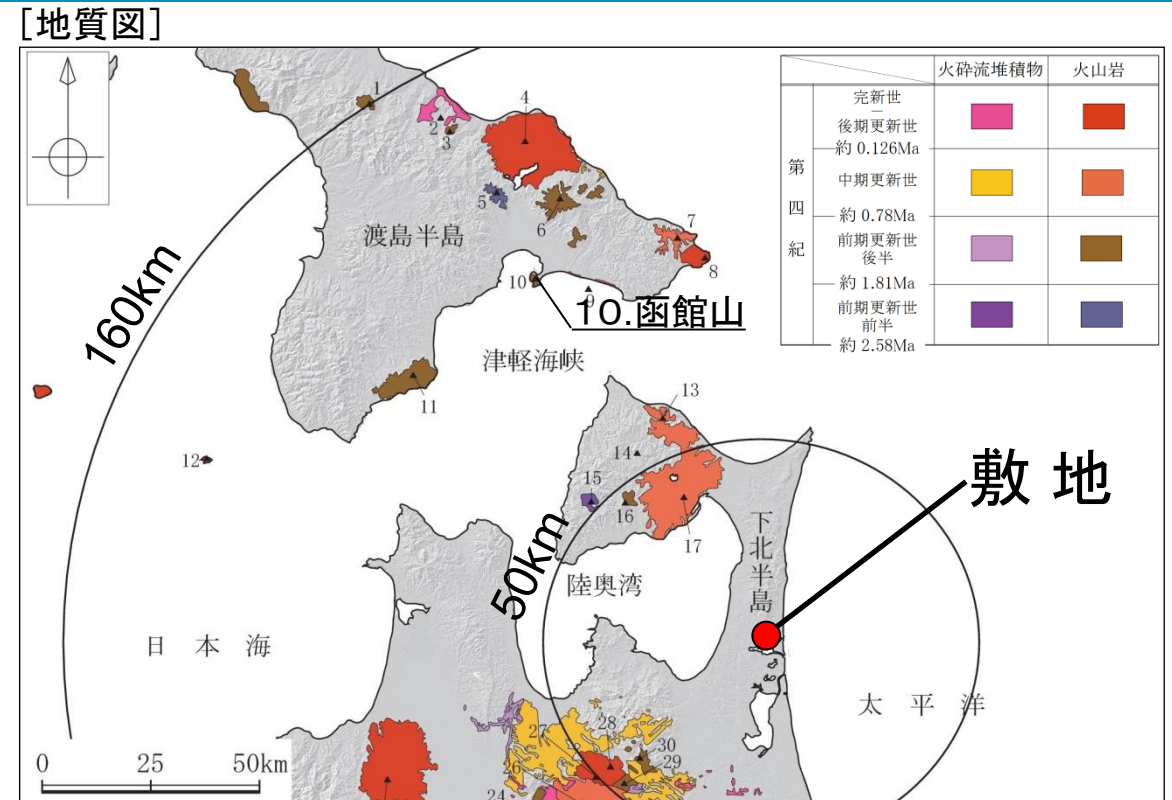 [地質図]
火砕流堆積物 火山岩
第四紀
完新世
―
後期更新世
約 0.126Ma
中期更新世
約 0.78Ma
前期更新世
後半
約 1.81Ma
前期更新世
前半
約 2.58Ma
1
2
3
4
5
6
7
8
9
10
10.函館山
11
12
13
14
15
16
17
渡島半島
160km
津軽海峡
敷 地
50km
下北半島
陸奥湾
日 本 海
太 平 洋
27
28
30
29
26
24
0 25 50km